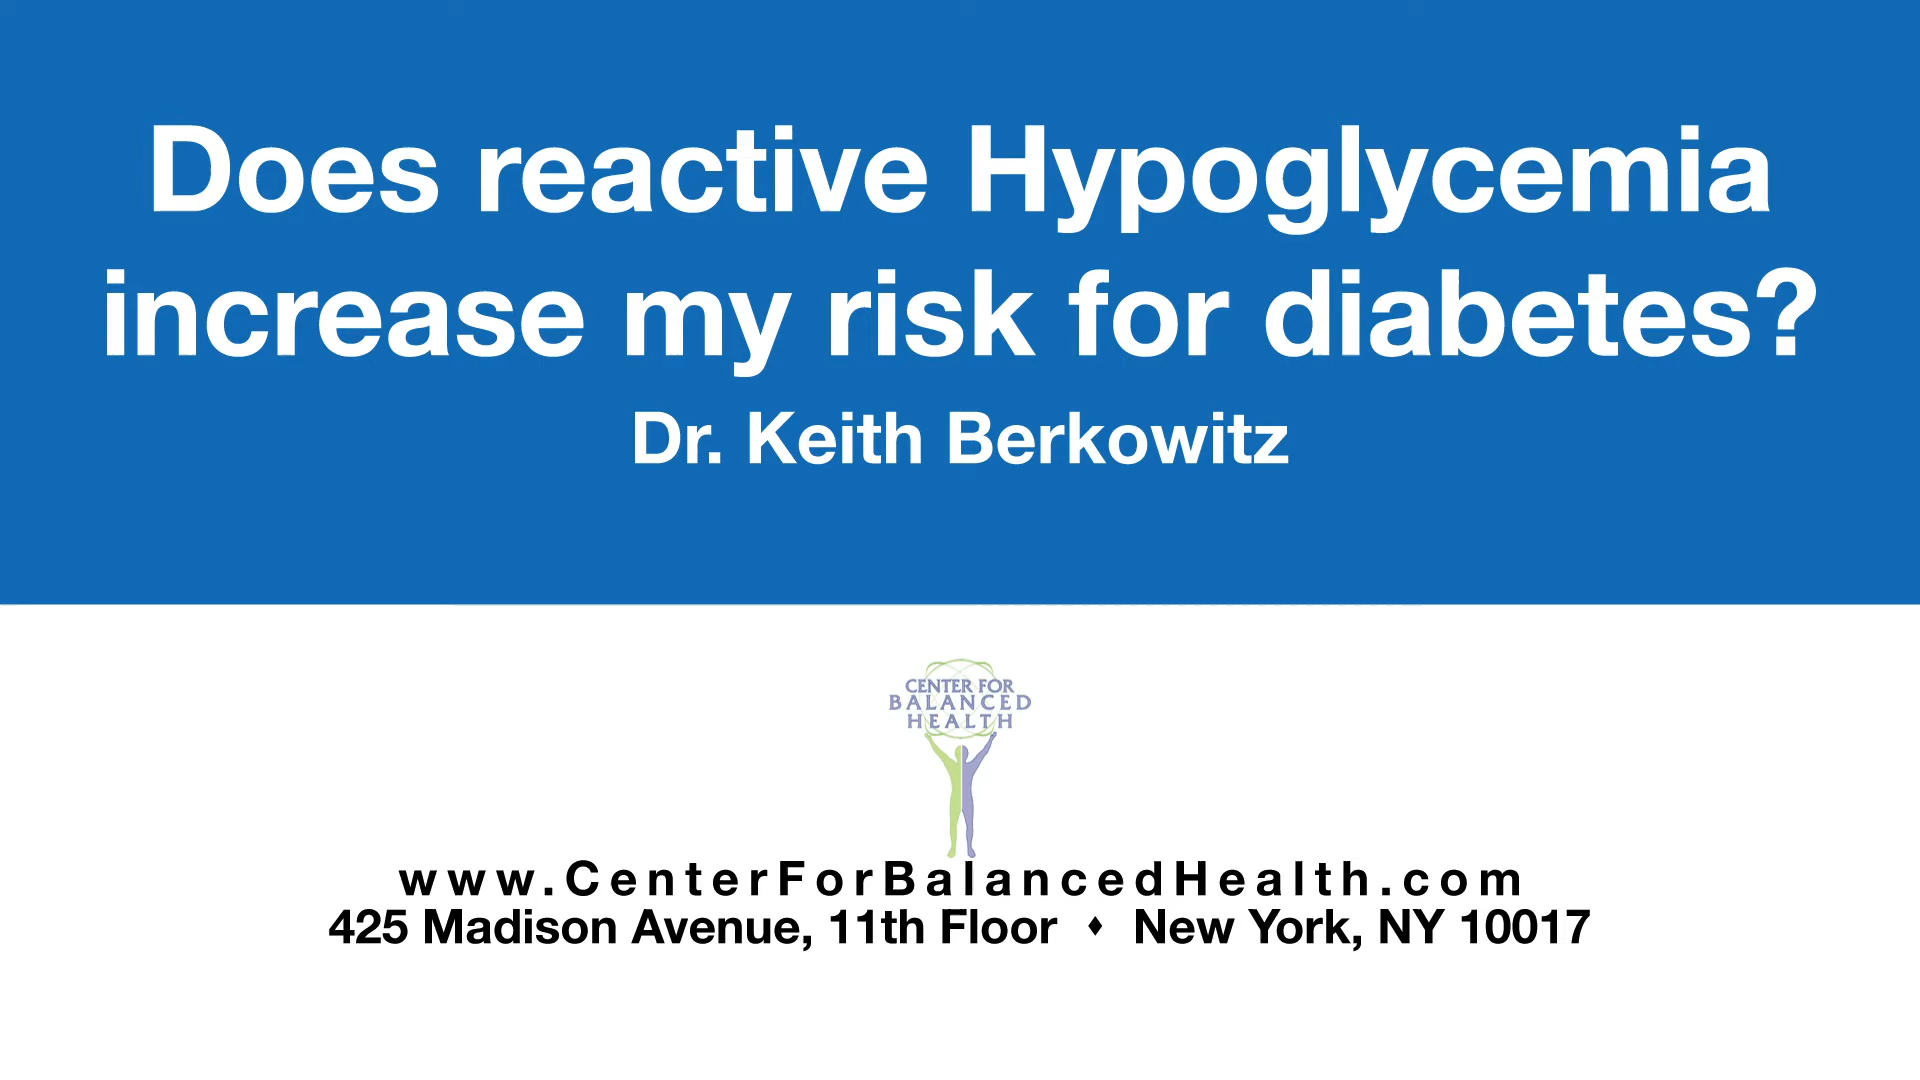 Does reactive Hypoglycemia
increase my risk for diabetes?
Dr. Keith Berkowitz
CENTER FOR
BALANCED
HEALTH
www.CenterForBalancedHealth.com
425 Madison Avenue, 11th Floor ♦ New York, NY 10017